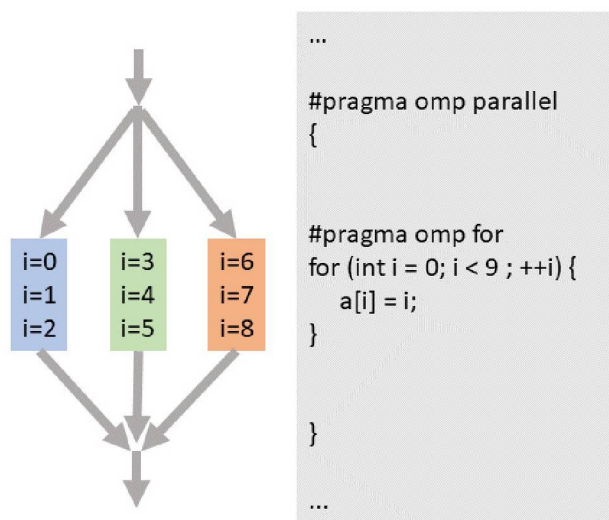 i=0
i=1
i=2
i=3
i=4
i=5
i=6
i=7
i=8
...
#pragma omp parallel
{
#pragma omp for
for (int i = 0; i < 9 ; ++i) {
a[i] = i;
}
}
...